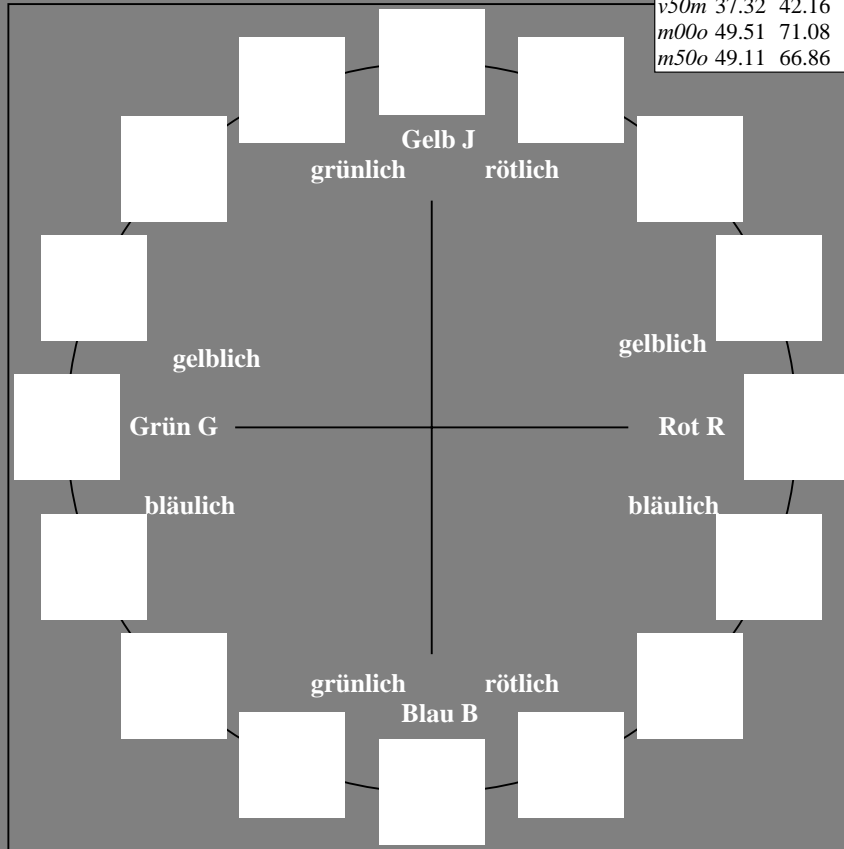 v50m 37.32 42.16
m00o 49.51 71.08
m50o 49.11 66.86
Gelb J
grünlich rötlich
gelblich gelblich
Grün G Rot R
bläulich bläulich
grünlich rötlich
Blau B